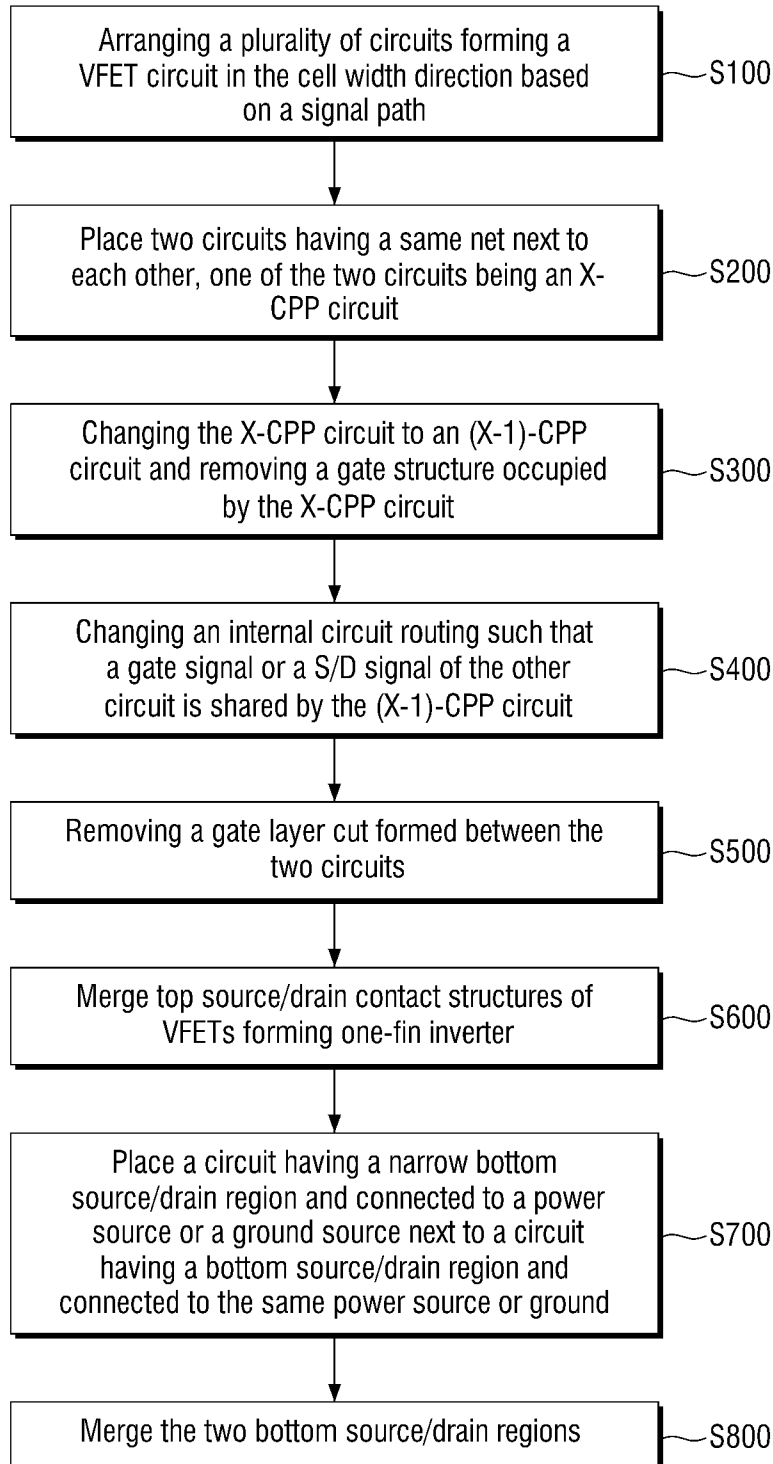 Arranging a plurality of circuits forming a
VFET circuit in the cell width direction based
on a signal path
S100
Place two circuits having a same net next to
each other, one of the two circuits being an X-
CPP circuit
S200
Changing the X-CPP circuit to an (X-1)-CPP
circuit and removing a gate structure occupied
by the X-CPP circuit
S300
Changing an internal circuit routing such that
a gate signal or a S/D signal of the other
circuit is shared by the (X-1)-CPP circuit
S400
Removing a gate layer cut formed between the
two circuits
S500
Merge top source/drain contact structures of
VFETs forming one-fin inverter
S600
Place a circuit having a narrow bottom
source/drain region and connected to a power
source or a ground source next to a circuit
having a bottom source/drain region and
connected to the same power source or ground
S700
Merge the two bottom source/drain regions
S800